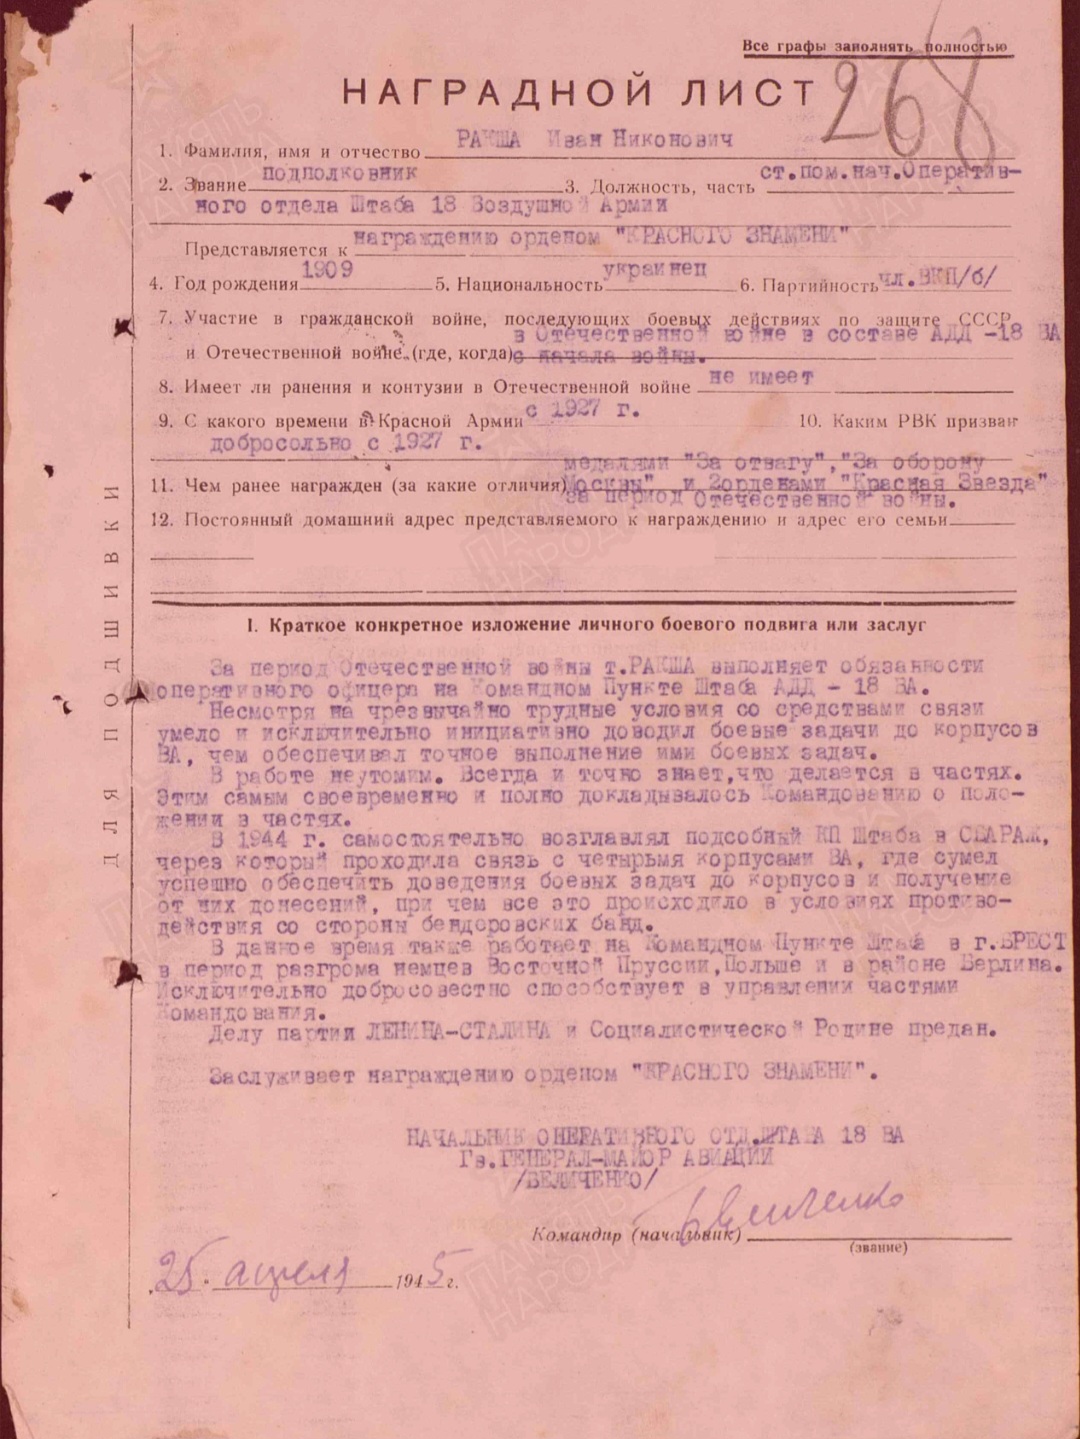 Все графы заполнять полностью
268
НАГРАДНОЙ ЛИСТ
1. Фамилия, имя и отчество РАКША Иван Никонович
2. Звание подполковник 3. Должность, часть ст.пом.нач.Оператив-
ного отдела Штаба 18 Воздушной Армии
Представляется к награждению орденом "КРАСНОГО ЗНАМЕНИ"
4. Год рождения 1909 5. Национальность украинец 6. Партийность чл.ВКП/б/
7. Участие в гражданской войне, последующих боевых действиях по защите СССР
и Отечественной войне (где, когда) в Отечественной войне в составе АДД -18 ВА
с начала войны.
8. Имеет ли ранения и контузии в Отечественной войне не имеет
9. С какого времени в Красной Армии с 1927 г. 10. Каким РВК призван
добросольно с 1927 г.
медалями "За отвагу","За оборону
11. Чем ранее награжден (за какие отличия) Москвы" и 2орденами "Красная Звезда"
за период Отечественной войны.
12. Постоянный домашний адрес представляемого к награждению и адрес его семьи
ДЛЯ ПОДШИВКИ
I. Краткое конкретное изложение личного боевого подвига или заслуг
За период Отечественной войны т.РАКША выполняет обязанности
оперативного офицера на Командном Пункте Штаба АДД - 18 ВА.
Несмотря на чрезвычайно трудные условия со средствами связи
умело и исключительно инициативно доводил боевые задачи до корпусов
ВА, чем обеспечивал точное выполнение ими боевых задач.
В работе неутомим. Всегда и точно знает,что делается в частях.
Этим самым своевременно и полно докладывалось Командованию о поло-
жении в частях.
В 1944 г. самостоятельно возглавлял подсобный КП Штаба в СБАРАЖ,
через который проходила связь с четырьмя корпусами ВА, где сумел
успешно обеспечить доведения боевых задач до корпусов и получение
от них донесений, при чем все это происходило в условиях противо-
действия со стороны бендеровских банд.
В данное время также работает на Командном Пункте Штаба в г.БРЕСТ
в период разгрома немцев Восточной Пруссии,Польше и в районе Берлина.
Исключительно добросовестно способствует в управлении частями
Командования.
Делу партии ЛЕНИНА-СТАЛИНА и Социалистической Родине предан.
Заслуживает награждению орденом "КРАСНОГО ЗНАМЕНИ".
НАЧАЛЬНИК ОПЕРАТИВНОГО ОТД.ШТАБА 18 ВА
Гв.ГЕНЕРАЛ-МАЙОР АВИАЦИИ
/ВЕЛИЧЕНКО/
Командир (начальник) Величенко
(звание)
25. апреля 1945 г.
ПАМЯТЬ НАРОДА